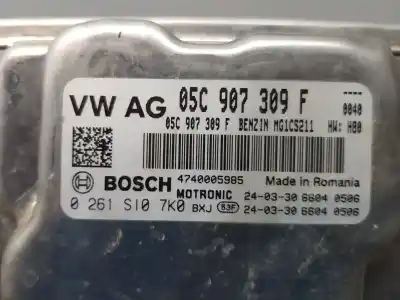 VW AG 05C 907 309 F
0040
05C 907 309 F BENZIN MG1CS211 HW: H80
BOSCH 4740005985 Made in Romania
MOTRONIC 24-03-30 6604 0506
0 261 S10 7K0 BXJ 24-03-30 6604 0506